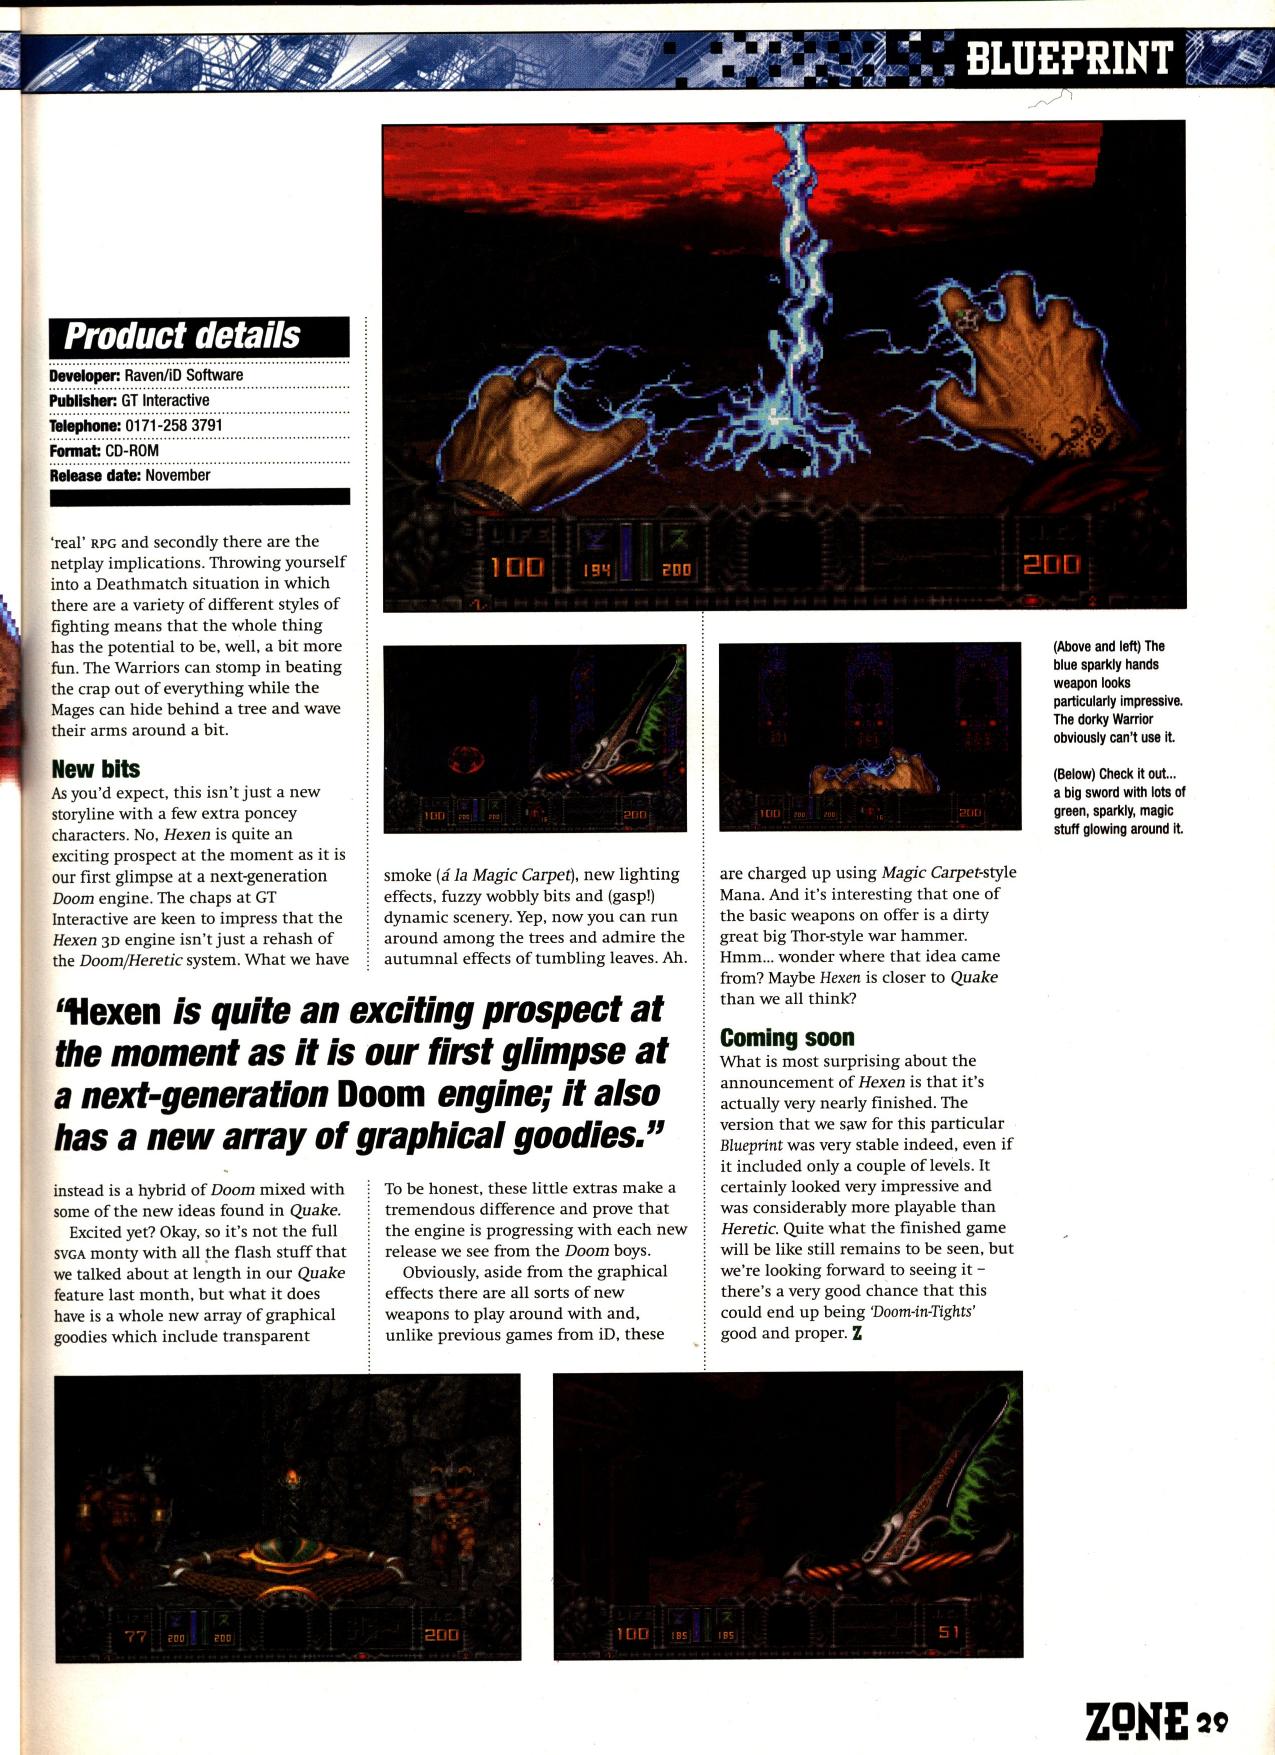 BLUEPRINT
Product details
Developer: Raven/iD Software
Publisher: GT Interactive
Telephone: 0171-258 3791
Format: CD-ROM
Release date: November
'real' RPG and secondly there are the
netplay implications. Throwing yourself
into a Deathmatch situation in which
there are a variety of different styles of
fighting means that the whole thing
has the potential to be, well, a bit more
fun. The Warriors can stomp in beating
the crap out of everything while the
Mages can hide behind a tree and wave
their arms around a bit.
New bits
As you'd expect, this isn't just a new
storyline with a few extra poncey
characters. No, Hexen is quite an
exciting prospect at the moment as it is
our first glimpse at a next-generation
Doom engine. The chaps at GT
Interactive are keen to impress that the
Hexen 3D engine isn't just a rehash of
the Doom/Heretic system. What we have
"Hexen is quite an exciting prospect at
the moment as it is our first glimpse at
a next-generation Doom engine; it also
has a new array of graphical goodies."
instead is a hybrid of Doom mixed with
some of the new ideas found in Quake.
Excited yet? Okay, so it's not the full
SVGA monty with all the flash stuff that
we talked about at length in our Quake
feature last month, but what it does
have is a whole new array of graphical
goodies which include transparent
smoke (á la Magic Carpet), new lighting
effects, fuzzy wobbly bits and (gasp!)
dynamic scenery. Yep, now you can run
around among the trees and admire the
autumnal effects of tumbling leaves. Ah.
To be honest, these little extras make a
tremendous difference and prove that
the engine is progressing with each new
release we see from the Doom boys.
Obviously, aside from the graphical
effects there are all sorts of new
weapons to play around with and,
unlike previous games from iD, these
are charged up using Magic Carpet-style
Mana. And it's interesting that one of
the basic weapons on offer is a dirty
great big Thor-style war hammer.
Hmm... wonder where that idea came
from? Maybe Hexen is closer to Quake
than we all think?
Coming soon
What is most surprising about the
announcement of Hexen is that it's
actually very nearly finished. The
version that we saw for this particular
Blueprint was very stable indeed, even if
it included only a couple of levels. It
certainly looked very impressive and
was considerably more playable than
Heretic. Quite what the finished game
will be like still remains to be seen, but
we're looking forward to seeing it –
there's a very good chance that this
could end up being 'Doom-in-Tights'
good and proper. Z
(Above and left) The
blue sparkly hands
weapon looks
particularly impressive.
The dorky Warrior
obviously can't use it.
(Below) Check it out...
a big sword with lots of
green, sparkly, magic
stuff glowing around it.
LIFE
100 194 200 200
100 200 200 200
100 200 200 200
LIFE
77 200 200 200
LIFE
100 185 185 51
ZONE 29